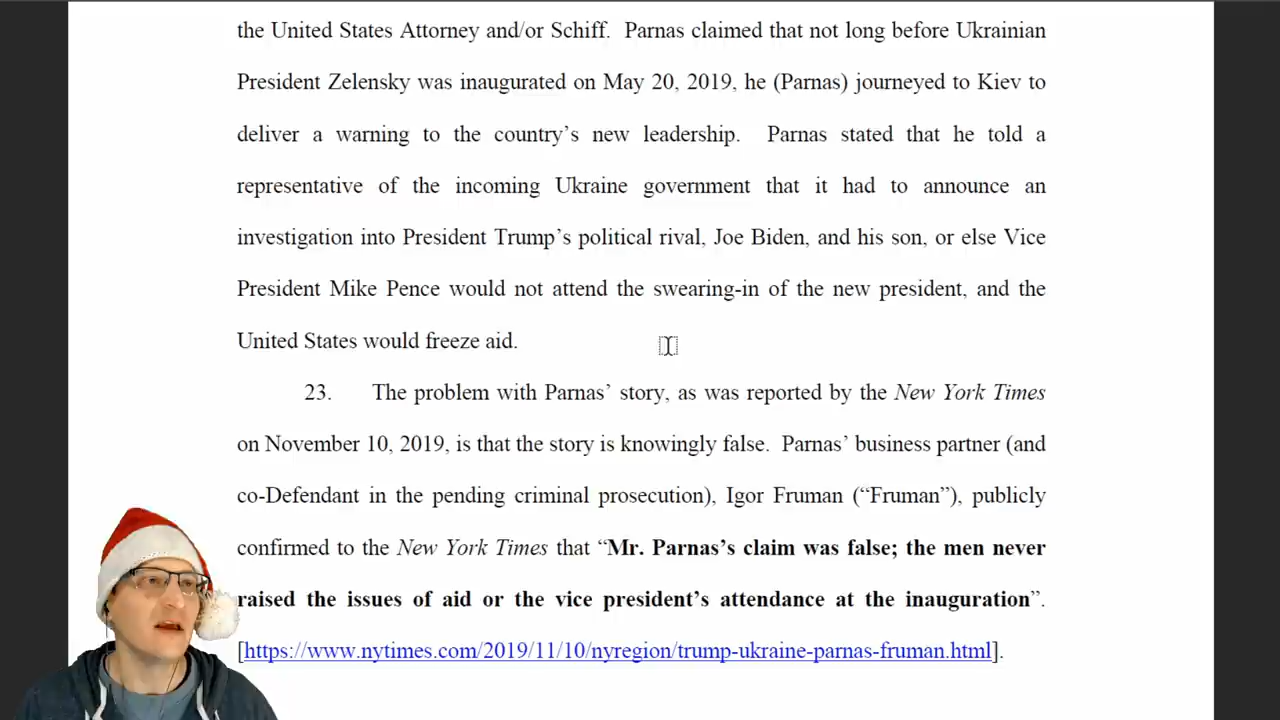 the United States Attorney and/or Schiff. Parnas claimed that not long before Ukrainian
President Zelensky was inaugurated on May 20, 2019, he (Parnas) journeyed to Kiev to
deliver a warning to the country's new leadership. Parnas stated that he told a
representative of the incoming Ukraine government that it had to announce an
investigation into President Trump's political rival, Joe Biden, and his son, or else Vice
President Mike Pence would not attend the swearing-in of the new president, and the
United States would freeze aid.
23. The problem with Parnas' story, as was reported by the New York Times
on November 10, 2019, is that the story is knowingly false. Parnas' business partner (and
co-Defendant in the pending criminal prosecution), Igor Fruman ("Fruman"), publicly
confirmed to the New York Times that "Mr. Parnas's claim was false; the men never
raised the issues of aid or the vice president's attendance at the inauguration".
[https://www.nytimes.com/2019/11/10/nyregion/trump-ukraine-parnas-fruman.html].